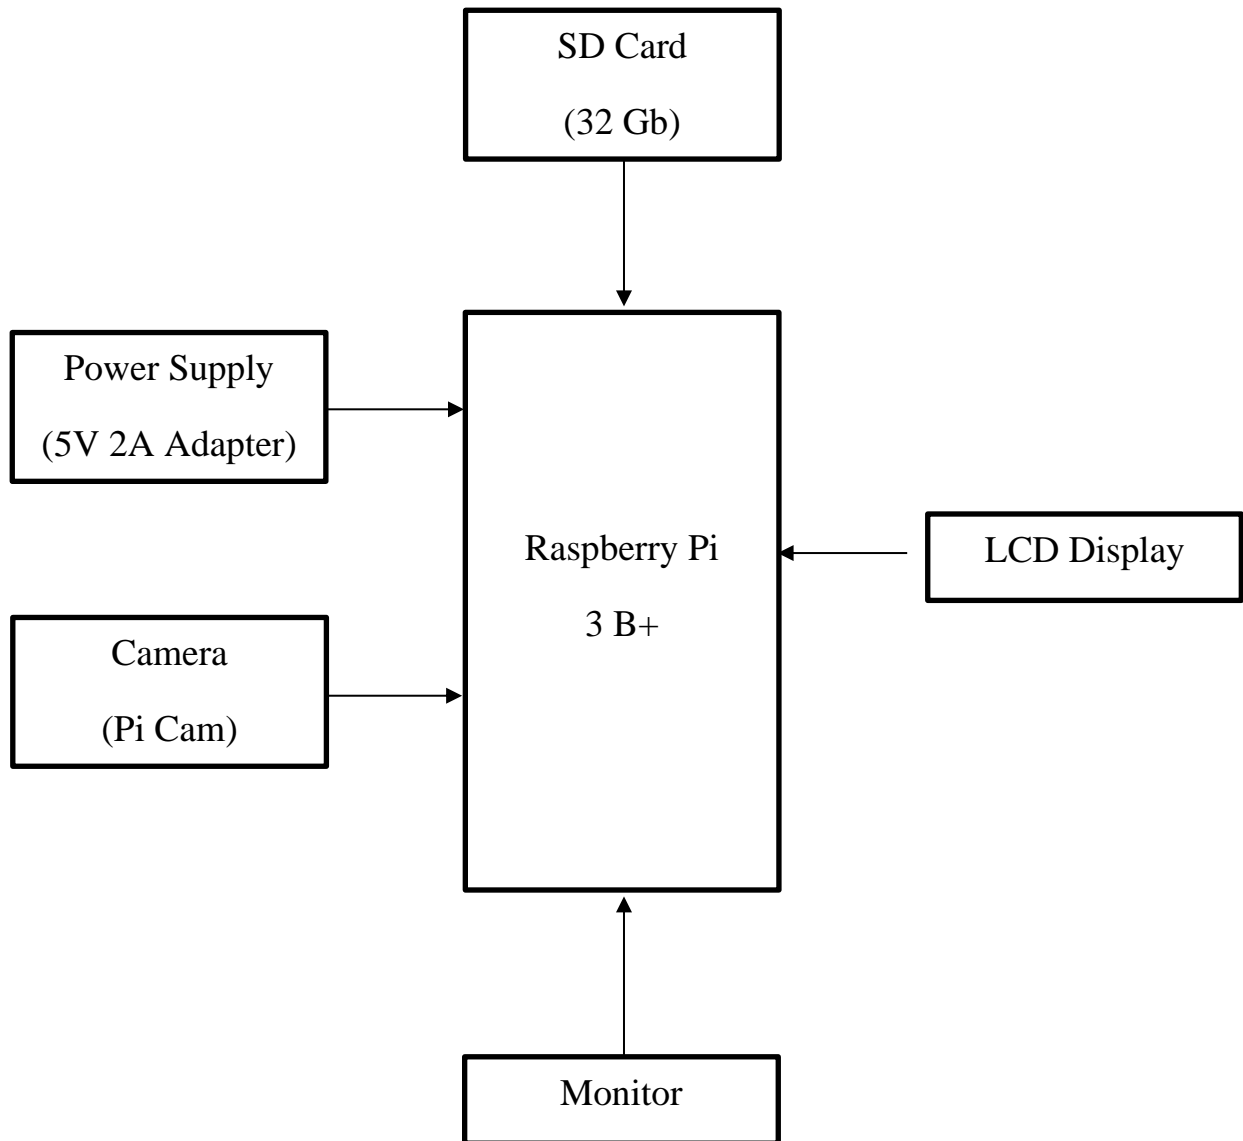 SD Card
(32 Gb)
Power Supply
(5V 2A Adapter)
Raspberry Pi
3 B+
LCD Display
Camera
(Pi Cam)
Monitor